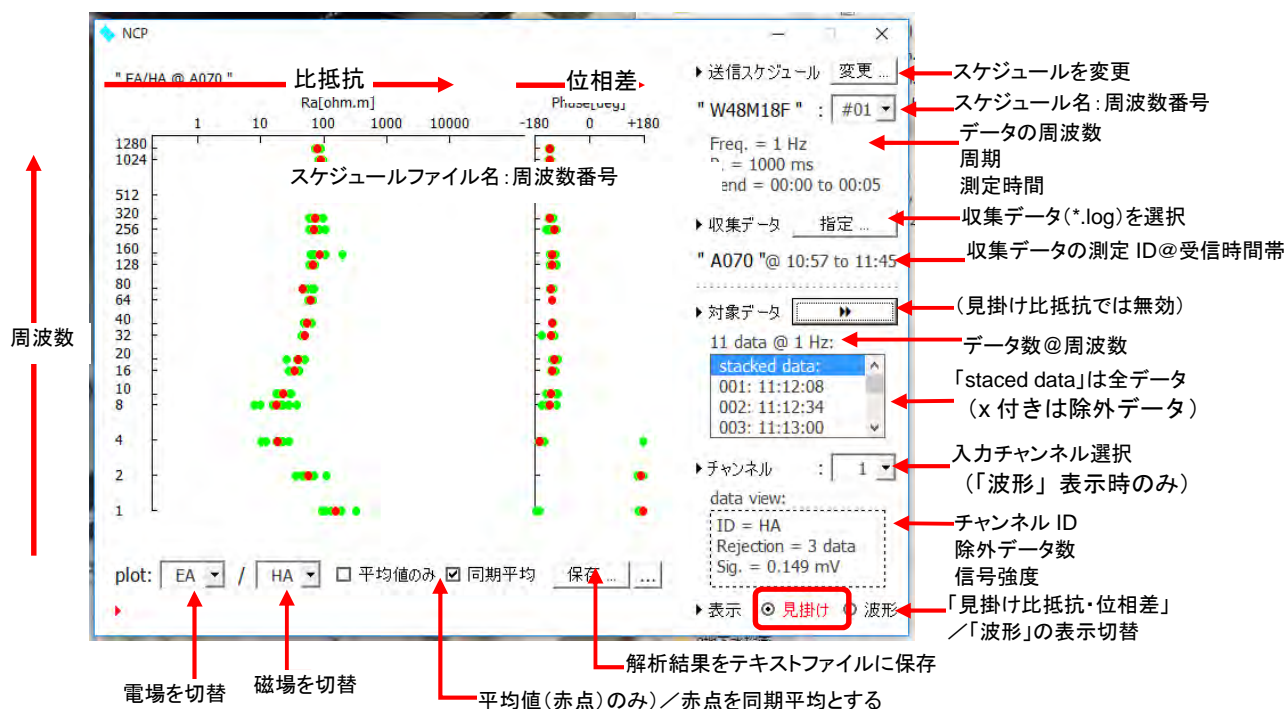 NCP
" EA/HA @ A070 "
比抵抗
位相差
Ra[ohm.m]
Phase[deg]
1 10 100 1000 10000
-180 0 +180
1280
1024
512
320
256
160
128
80
64
40
32
20
16
10
8
4
2
1
周波数
スケジュールファイル名:周波数番号
plot: EA / HA 平均値のみ 同期平均 保存 ... ...
送信スケジュール 変更 ...
" W48M18F " : #01
Freq. = 1 Hz
= 1000 ms
end = 00:00 to 00:05
収集データ 指定 ...
" A070 "@ 10:57 to 11:45
対象データ
11 data @ 1 Hz:
stacked data:
001: 11:12:08
002: 11:12:34
003: 11:13:00
チャンネル : 1
data view:
ID = HA
Rejection = 3 data
Sig. = 0.149 mV
表示 見掛け 波形
スケジュールを変更
スケジュール名:周波数番号
データの周波数
周期
測定時間
収集データ(*.log)を選択
収集データの測定 ID@受信時間帯
(見掛け比抵抗では無効)
データ数@周波数
「staced data」は全データ
(x 付きは除外データ)
入力チャンネル選択
(「波形」表示時のみ)
チャンネル ID
除外データ数
信号強度
「見掛け比抵抗・位相差」
/「波形」の表示切替
解析結果をテキストファイルに保存
電場を切替
磁場を切替
平均値(赤点)のみ)/赤点を同期平均とする